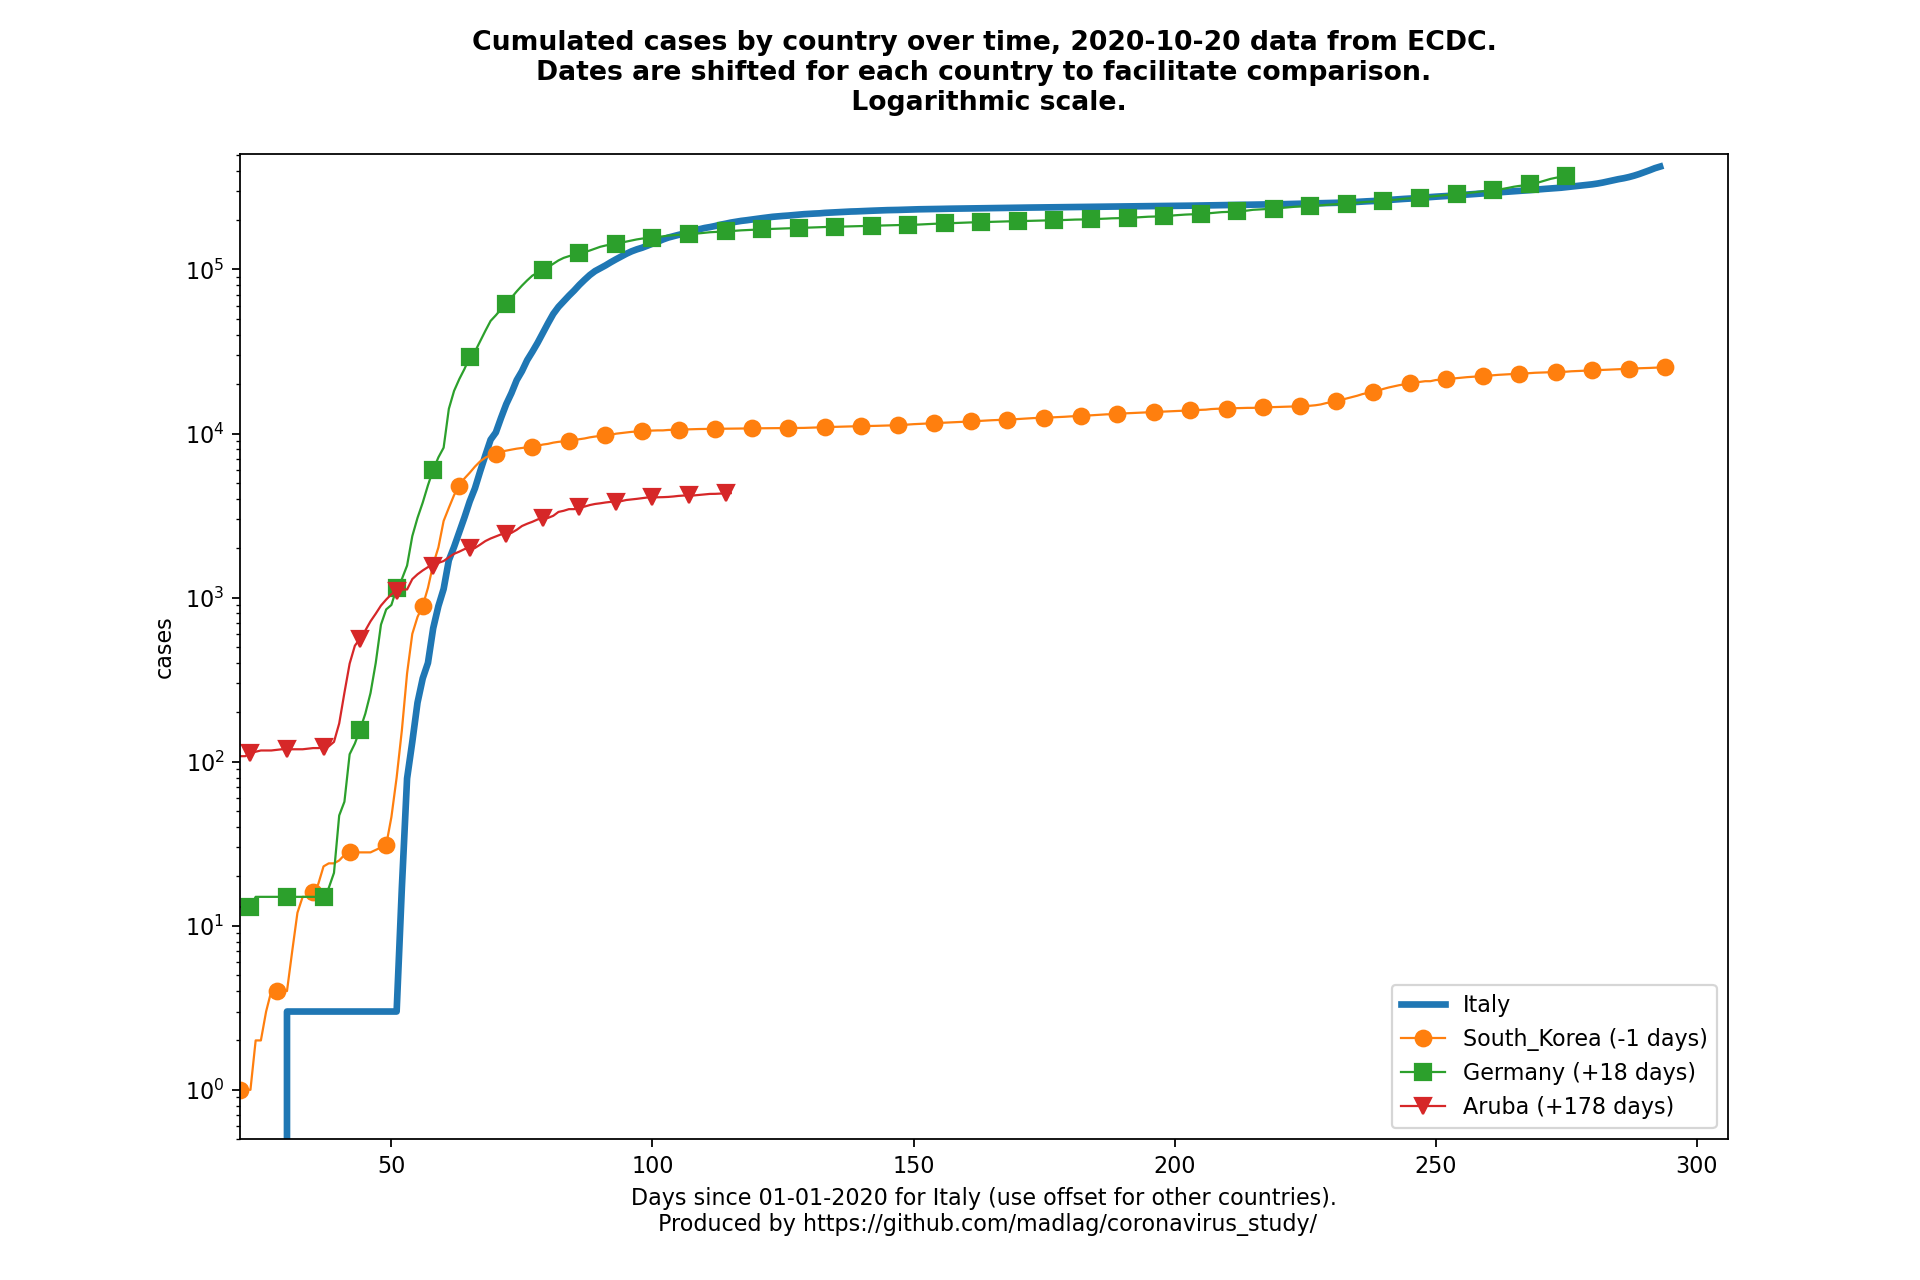 Cumulated cases by country over time, 2020-10-20 data from ECDC.
Dates are shifted for each country to facilitate comparison.
Logarithmic scale.
cases
10^5
10^4
10^3
10^2
10^1
10^0
50 100 150 200 250 300
Italy
South_Korea (-1 days)
Germany (+18 days)
Aruba (+178 days)
Days since 01-01-2020 for Italy (use offset for other countries).
Produced by https://github.com/madlag/coronavirus_study/